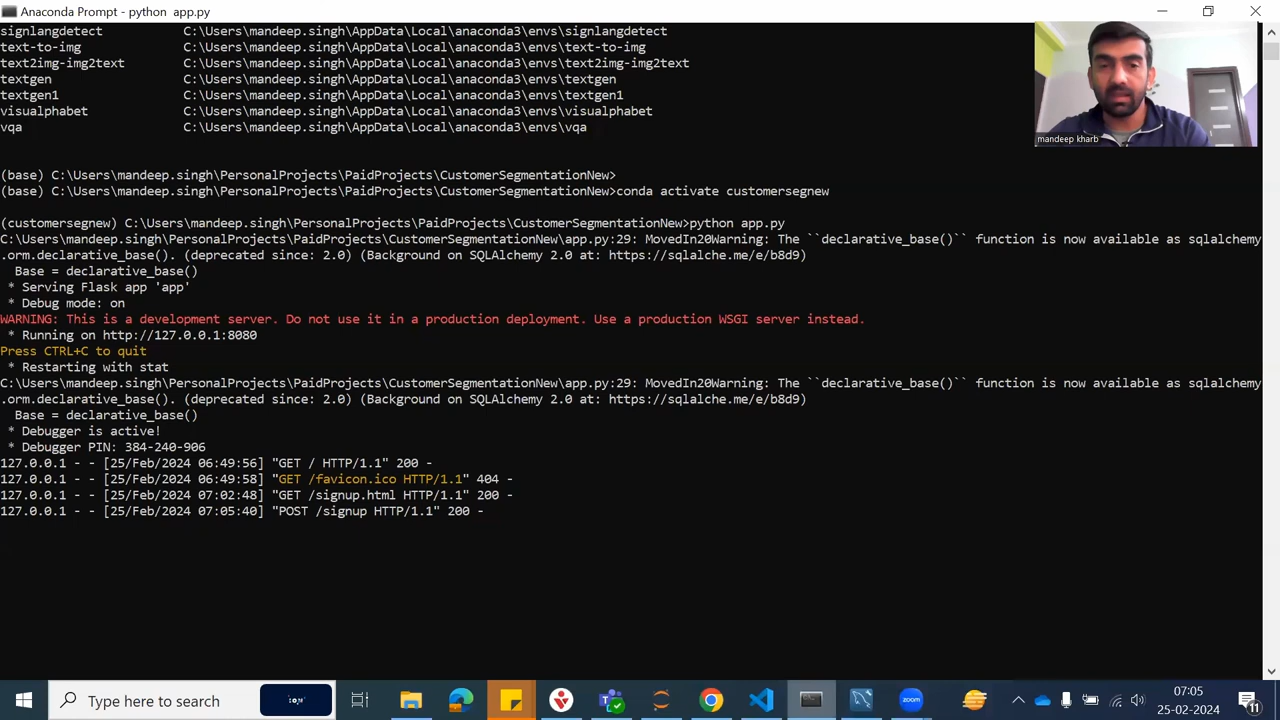 Anaconda Prompt - python  app.py
signlangdetect           C:\Users\mandeep.singh\AppData\Local\anaconda3\envs\signlangdetect
text-to-img              C:\Users\mandeep.singh\AppData\Local\anaconda3\envs\text-to-img
text2img-img2text        C:\Users\mandeep.singh\AppData\Local\anaconda3\envs\text2img-img2text
textgen                  C:\Users\mandeep.singh\AppData\Local\anaconda3\envs\textgen
textgen1                 C:\Users\mandeep.singh\AppData\Local\anaconda3\envs\textgen1
visualphabet             C:\Users\mandeep.singh\AppData\Local\anaconda3\envs\visualphabet
vqa                      C:\Users\mandeep.singh\AppData\Local\anaconda3\envs\vqa
mandeep kharb
(base) C:\Users\mandeep.singh\PersonalProjects\PaidProjects\CustomerSegmentationNew>
(base) C:\Users\mandeep.singh\PersonalProjects\PaidProjects\CustomerSegmentationNew>conda activate customersegnew
(customersegnew) C:\Users\mandeep.singh\PersonalProjects\PaidProjects\CustomerSegmentationNew>python app.py
C:\Users\mandeep.singh\PersonalProjects\PaidProjects\CustomerSegmentationNew\app.py:29: MovedIn20Warning: The ``declarative_base()`` function is now available as sqlalchemy
.orm.declarative_base(). (deprecated since: 2.0) (Background on SQLAlchemy 2.0 at: https://sqlalche.me/e/b8d9)
  Base = declarative_base()
 * Serving Flask app 'app'
 * Debug mode: on
WARNING: This is a development server. Do not use it in a production deployment. Use a production WSGI server instead.
 * Running on http://127.0.0.1:8080
Press CTRL+C to quit
 * Restarting with stat
C:\Users\mandeep.singh\PersonalProjects\PaidProjects\CustomerSegmentationNew\app.py:29: MovedIn20Warning: The ``declarative_base()`` function is now available as sqlalchemy
.orm.declarative_base(). (deprecated since: 2.0) (Background on SQLAlchemy 2.0 at: https://sqlalche.me/e/b8d9)
  Base = declarative_base()
 * Debugger is active!
 * Debugger PIN: 384-240-906
127.0.0.1 - - [25/Feb/2024 06:49:56] "GET / HTTP/1.1" 200 -
127.0.0.1 - - [25/Feb/2024 06:49:58] "GET /favicon.ico HTTP/1.1" 404 -
127.0.0.1 - - [25/Feb/2024 07:02:48] "GET /signup.html HTTP/1.1" 200 -
127.0.0.1 - - [25/Feb/2024 07:05:40] "POST /signup HTTP/1.1" 200 -
Type here to search
07:05
25-02-2024
11